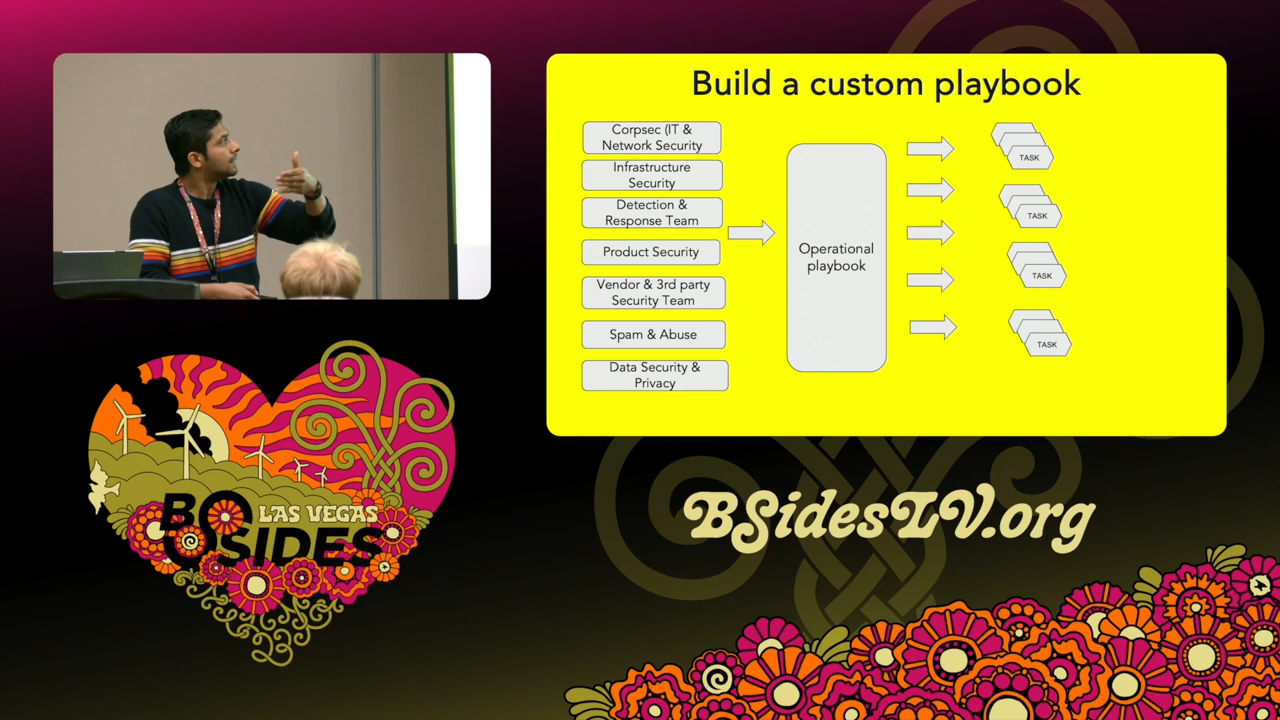 Build a custom playbook
Corpsec (IT &
Network Security
Infrastructure
Security
Detection &
Response Team
Product Security
Vendor & 3rd party
Security Team
Spam & Abuse
Data Security &
Privacy
Operational
playbook
TASK
TASK
TASK
TASK
BSIDES
LAS VEGAS
BSidesLV.org